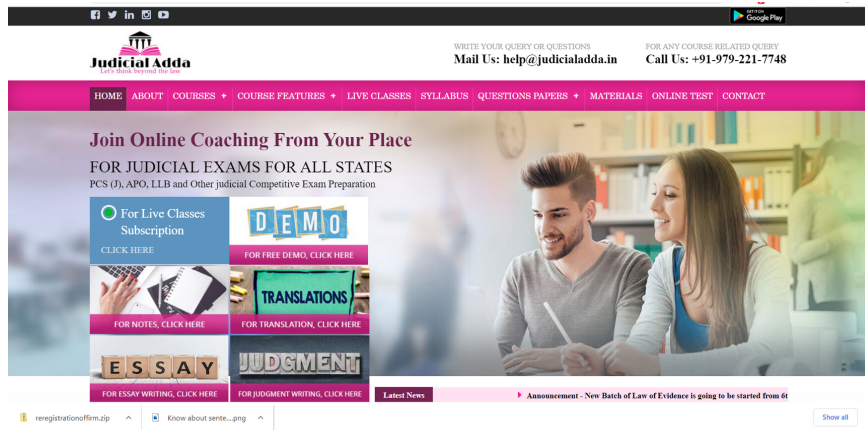 GET IT ON
Google Play
Judicial Adda
Let's think beyond the law
WRITE YOUR QUERY OR QUESTIONS
Mail Us: help@judicialadda.in
FOR ANY COURSE RELATED QUERY
Call Us: +91-979-221-7748
HOME ABOUT COURSES + COURSE FEATURES + LIVE CLASSES SYLLABUS QUESTIONS PAPERS + MATERIALS ONLINE TEST CONTACT
Join Online Coaching From Your Place
FOR JUDICIAL EXAMS FOR ALL STATES
PCS (J), APO, LLB and Other judicial Competitive Exam Preparation
For Live Classes
Subscription
CLICK HERE
DEMO
FOR FREE DEMO, CLICK HERE
FOR NOTES, CLICK HERE
TRANSLATIONS
FOR TRANSLATION, CLICK HERE
ESSAY
FOR ESSAY WRITING, CLICK HERE
JUDGMENT
FOR JUDGMENT WRITING, CLICK HERE
Latest News
Announcement - New Batch of Law of Evidence is going to be started from 6t
reregistrationoffirm.zip
Know about sente....png
Show all